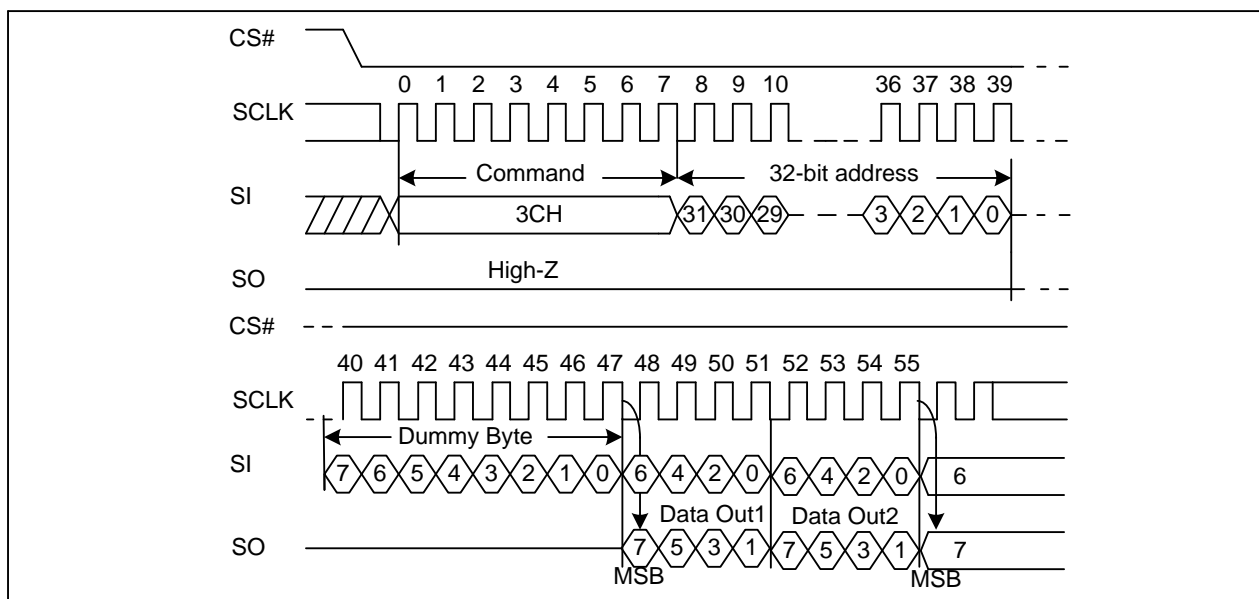 CS#
0 1 2 3 4 5 6 7 8 9 10 36 37 38 39
SCLK
Command 32-bit address
SI
3CH 31 30 29 3 2 1 0
High-Z
SO
CS#
40 41 42 43 44 45 46 47 48 49 50 51 52 53 54 55
SCLK
Dummy Byte
SI
7 6 5 4 3 2 1 0 6 4 2 0 6 4 2 0 6
Data Out1 Data Out2
SO
7 5 3 1 7 5 3 1 7
MSB MSB